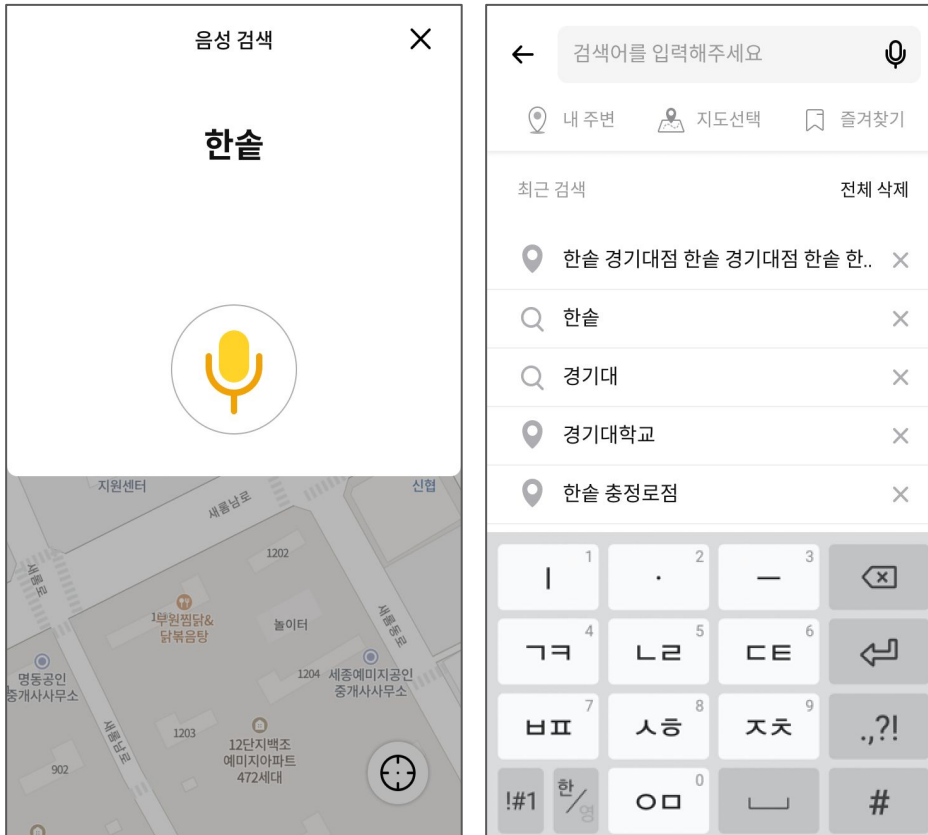 음성 검색
한솥
지원센터
신협
새롬남로
1202
새롬로
1부원찜닭&
닭볶음탕
놀이터
새롬동로
명동공인
중개사사무소
1204
세종예미지공인
중개사사무소
새롬남로
1203
12단지백조
예미지아파트
472세대
902
검색어를 입력해주세요
내 주변
지도선택
즐겨찾기
최근 검색
전체 삭제
한솥 경기대점 한솥 경기대점 한솥 한..
한솥
경기대
경기대학교
한솥 충정로점
ㅣ 1
· 2
ㅡ 3
ㄱㅋ 4
ㄴㄹ 5
ㄷㅌ 6
ㅂㅍ 7
ㅅㅎ 8
ㅈㅊ 9
.,?!
!#1
한/영
ㅇㅁ 0
#